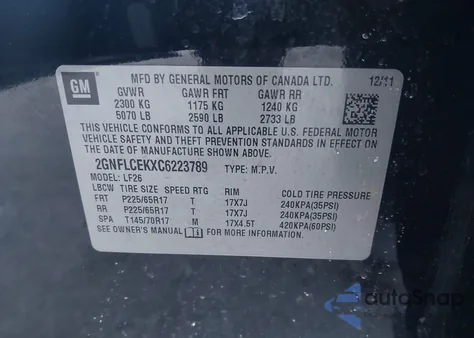 GM
MFD BY GENERAL MOTORS OF CANADA LTD. 12/11
GVWR GAWR FRT GAWR RR
2300 KG 1175 KG 1240 KG
5070 LB 2590 LB 2733 LB
THIS VEHICLE CONFORMS TO ALL APPLICABLE U.S. FEDERAL MOTOR
VEHICLE SAFETY AND THEFT PREVENTION STANDARDS IN EFFECT
ON THE DATE OF MANUFACTURE SHOWN ABOVE.
2GNFLCEKXC6223789 TYPE: M.P.V.
MODEL: LF26
LBCW TIRE SIZE SPEED RTG RIM COLD TIRE PRESSURE
FRT P225/65R17 T 17X7J 240KPA(35PSI)
RR P225/65R17 T 17X7J 240KPA(35PSI)
SPA T145/70R17 M 17X4.5T 420KPA(60PSI)
SEE OWNER'S MANUAL FOR MORE INFORMATION
autoSnap